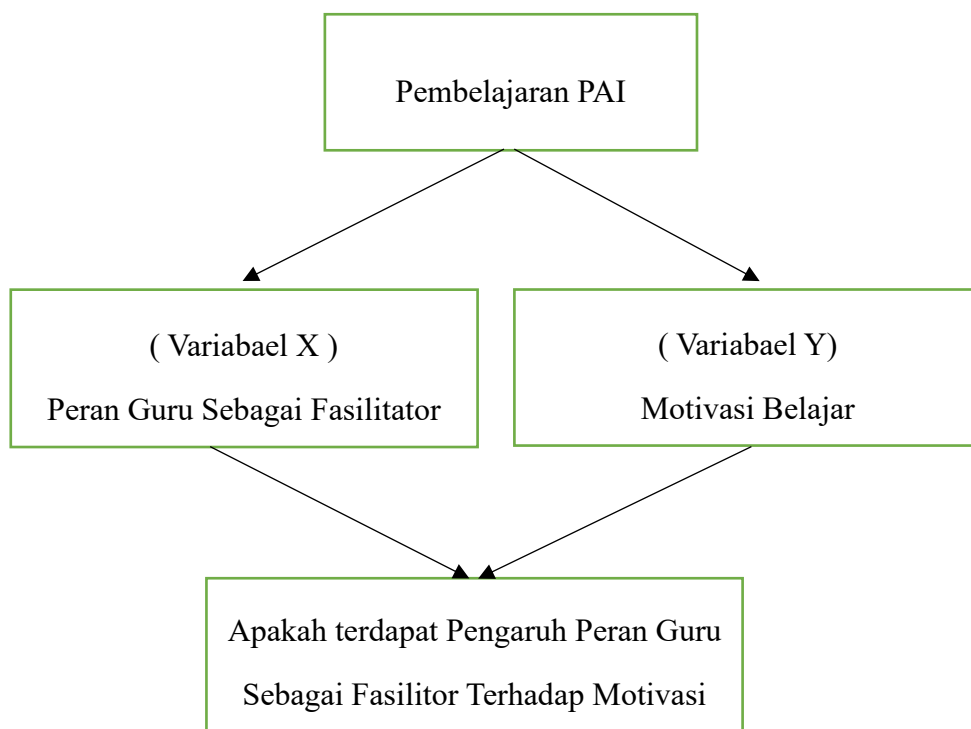 Pembelajaran PAI
( Variabael X )
Peran Guru Sebagai Fasilitator
( Variabael Y)
Motivasi Belajar
Apakah terdapat Pengaruh Peran Guru
Sebagai Fasilitor Terhadap Motivasi